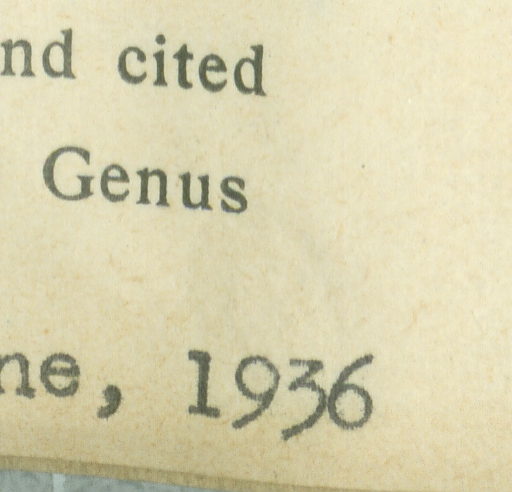 nd cited
Genus
ne, 1936